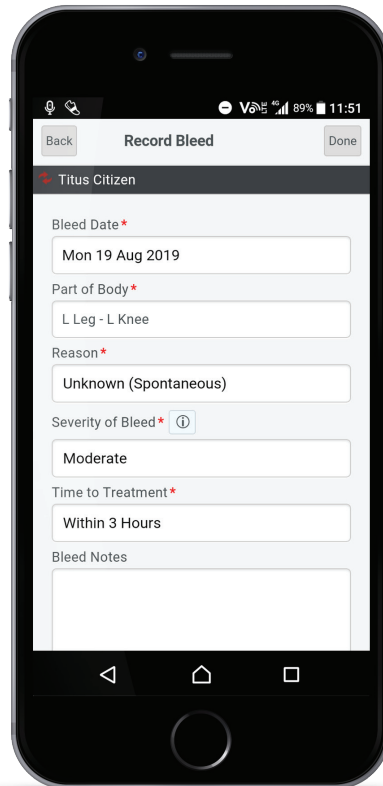 89% 11:51
Back Record Bleed Done
Titus Citizen
Bleed Date*
Mon 19 Aug 2019
Part of Body*
L Leg - L Knee
Reason*
Unknown (Spontaneous)
Severity of Bleed*
Moderate
Time to Treatment*
Within 3 Hours
Bleed Notes